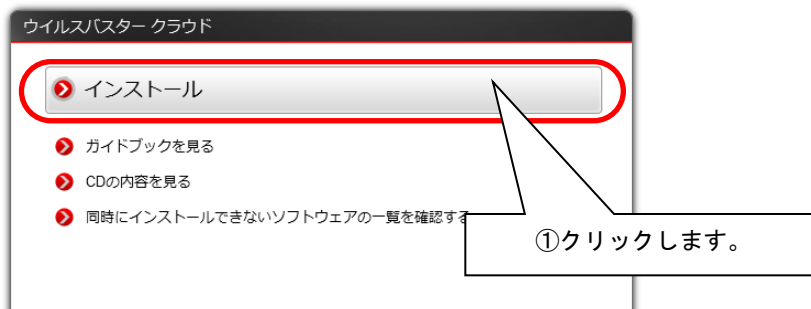 ウイルスバスター クラウド
インストール
ガイドブックを見る
CDの内容を見る
同時にインストールできないソフトウェアの一覧を確認する
①クリックします。